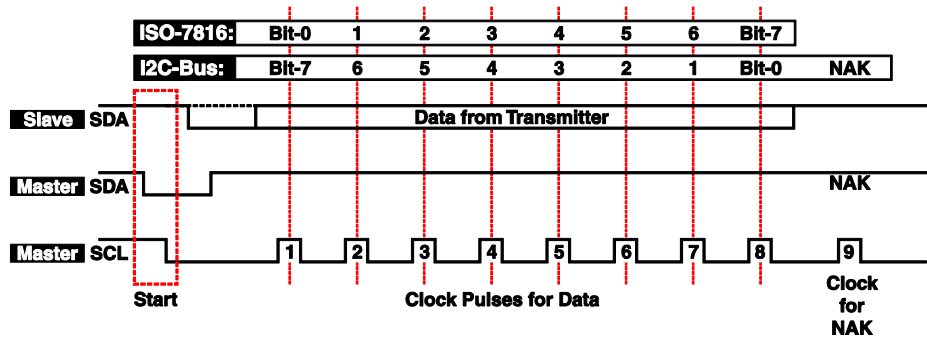 ISO-7816: Bit-0 1 2 3 4 5 6 Bit-7
I2C-Bus: Bit-7 6 5 4 3 2 1 Bit-0 NAK
Slave SDA Data from Transmitter
Master SDA NAK
Master SCL 1 2 3 4 5 6 7 8 9
Start Clock Pulses for Data Clock
for
NAK